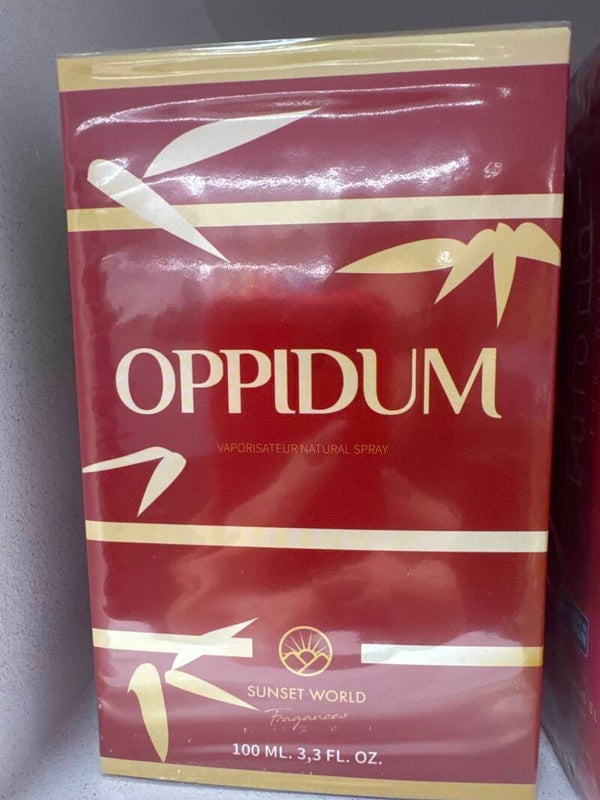 OPPIDUM
VAPORISATEUR NATURAL SPRAY
SUNSET WORLD
Fragances
100 ML. 3,3 FL. OZ.